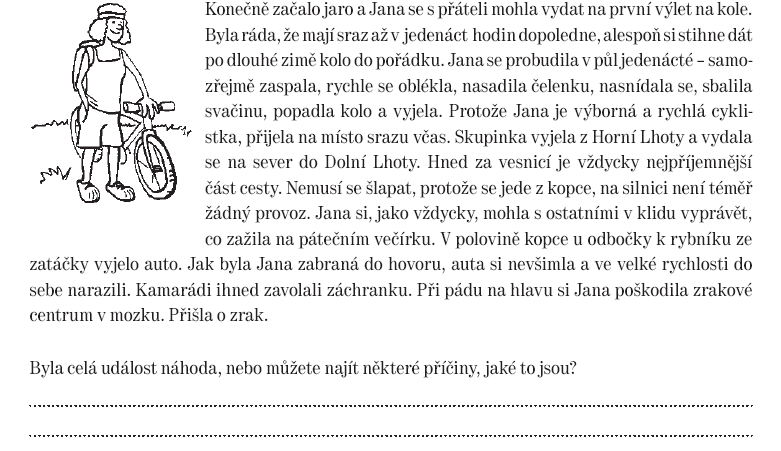 Konečně začalo jaro a Jana se s přáteli mohla vydat na první výlet na kole.
Byla ráda, že mají sraz až v jedenáct hodin dopoledne, alespoň si stihne dát
po dlouhé zimě kolo do pořádku. Jana se probudila v půl jedenácté – samo-
zřejmě zaspala, rychle se oblékla, nasadila čelenku, nasnídala se, sbalila
svačinu, popadla kolo a vyjela. Protože Jana je výborná a rychlá cykli-
stka, přijela na místo srazu včas. Skupinka vyjela z Horní Lhoty a vydala
se na sever do Dolní Lhoty. Hned za vesnicí je vždycky nejpříjemnější
část cesty. Nemusí se šlapat, protože se jede z kopce, na silnici není téměř
žádný provoz. Jana si, jako vždycky, mohla s ostatními v klidu vyprávět,
co zažila na pátečním večírku. V polovině kopce u odbočky k rybníku ze
zatáčky vyjelo auto. Jak byla Jana zabraná do hovoru, auta si nevšimla a ve velké rychlosti do
sebe narazili. Kamarádi ihned zavolali záchranku. Při pádu na hlavu si Jana poškodila zrakové
centrum v mozku. Přišla o zrak.
Byla celá událost náhoda, nebo můžete najít některé příčiny, jaké to jsou?